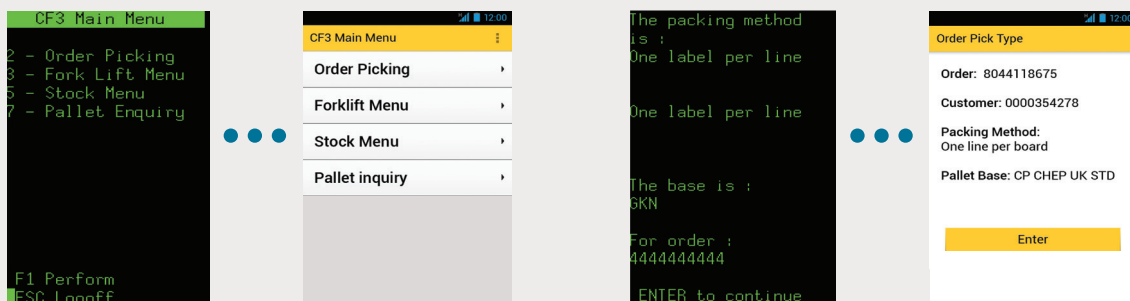 CF3 Main Menu
2 - Order Picking
3 - Fork Lift Menu
5 - Stock Menu
7 - Pallet Enquiry
F1 Perform
ESC Logoff
12:00
CF3 Main Menu
Order Picking
Forklift Menu
Stock Menu
Pallet inquiry
The packing method
is :
One label per line
One label per line
The base is :
GKN
For order :
4444444444
ENTER to continue
12:00
Order Pick Type
Order: 8044118675
Customer: 0000354278
Packing Method:
One line per board
Pallet Base: CP CHEP UK STD
Enter